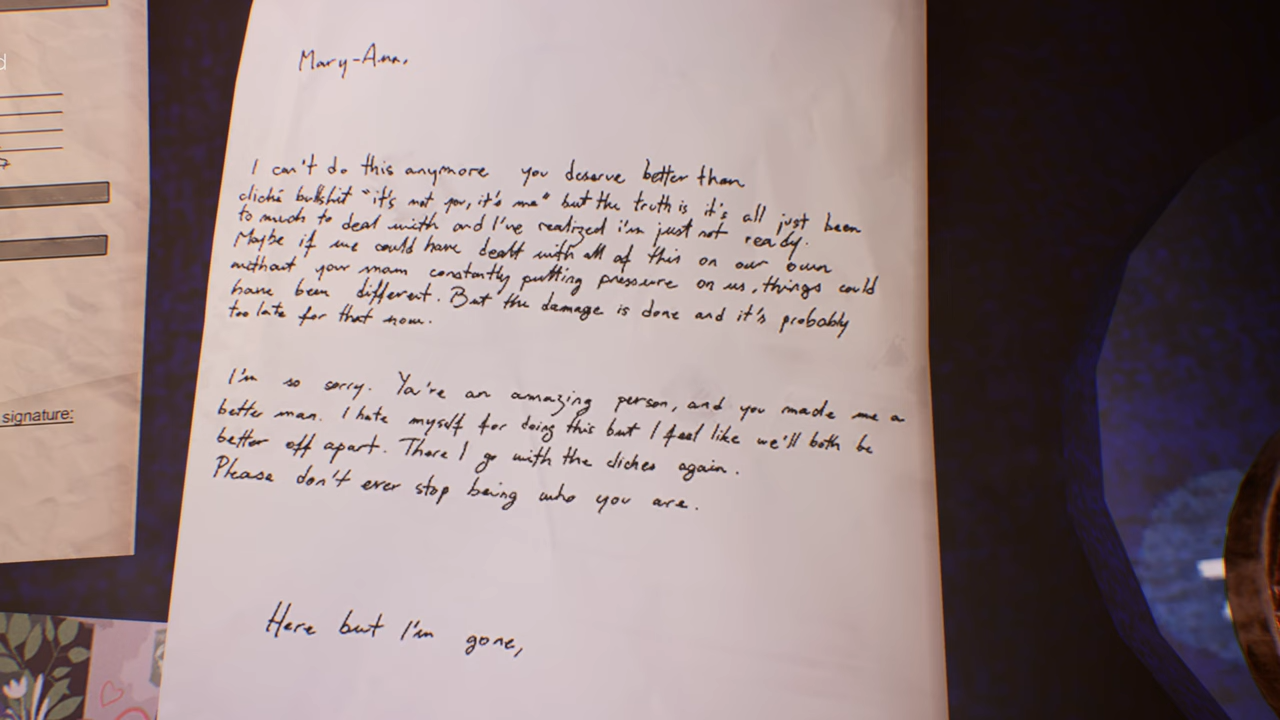 d
signature:
Mary-Ann,
I can't do this anymore you deserve better than
cliché bullshit "it's not you, it's me" but the truth is it's all just been
to much to deal with and I've realized i'm just not ready.
Maybe if we could have dealt with all of this on our own
without your mom constantly putting pressure on us, things could
have been different. But the damage is done and it's probably
too late for that now.
I'm so sorry. You're an amazing person, and you made me a
better man. I hate myself for doing this but I feel like we'll both be
better off apart. There I go with the cliches again.
Please don't ever stop being who you are.
Here but I'm gone,